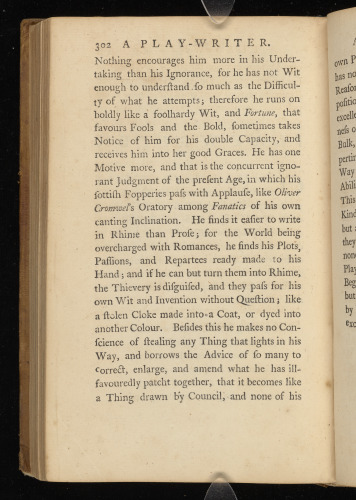 302 A PLAY-WRITER.
Nothing encourages him more in his Under-
taking than his Ignorance, for he has not Wit
enough to underſtand ſo much as the Difficul-
ty of what he attempts; therefore he runs on
boldly like a foolhardy Wit, and Fortune, that
favours Fools and the Bold, ſometimes takes
Notice of him for his double Capacity, and
receives him into her good Graces. He has one
Motive more, and that is the concurrent igno-
rant Judgment of the preſent Age, in which his
ſottiſh Fopperies paſs with Applauſe, like Oliver
Cromwel's Oratory among Fanatics of his own
canting Inclination. He finds it eaſier to write
in Rhime than Proſe; for the World being
overcharged with Romances, he finds his Plots,
Paſſions, and Repartees ready made to his
Hand; and if he can but turn them into Rhime,
the Thievery is diſguiſed, and they paſs for his
own Wit and Invention without Queſtion; like
a ſtolen Cloke made into a Coat, or dyed into
another Colour. Beſides this he makes no Con-
ſcience of ſtealing any Thing that lights in his
Way, and borrows the Advice of ſo many to
correct, enlarge, and amend what he has ill-
favouredly patcht together, that it becomes like
a Thing drawn by Council, and none of his
own P
has no
Reaſon
poſitio
excelle
neſs o
Bulk,
pertin
Way
Abili
This
Kind
but a
they
none
Play
Beg
but
by
exc